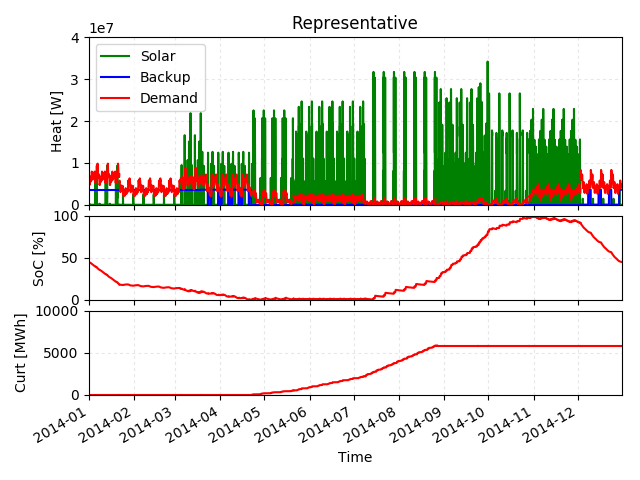 Representative
1e7
4
3
2
1
0
Heat [W]
Solar
Backup
Demand
100
50
0
SoC [%]
10000
5000
0
Curt [MWh]
2014-01
2014-02
2014-03
2014-04
2014-05
2014-06
2014-07
2014-08
2014-09
2014-10
2014-11
2014-12
Time